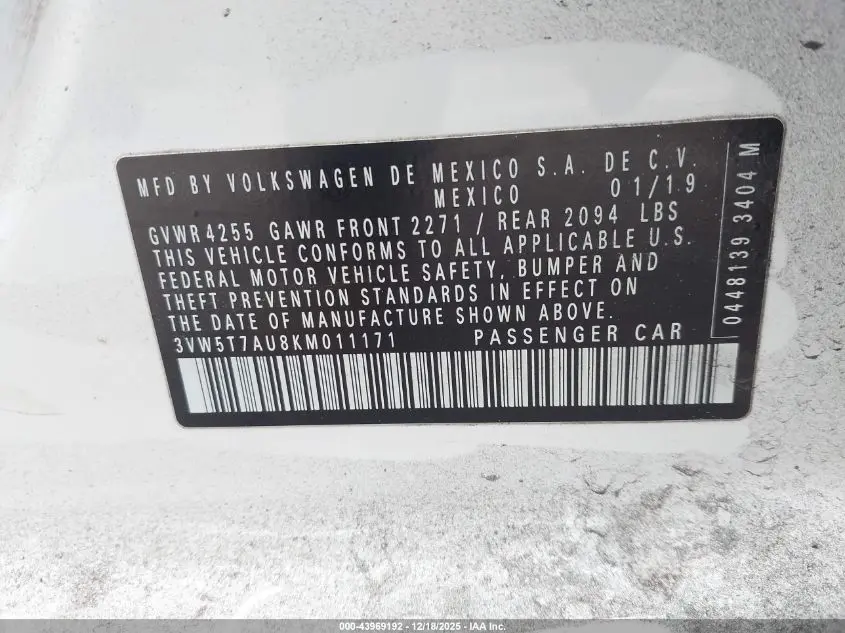 MFD BY VOLKSWAGEN DE MEXICO S.A. DE C.V.
MEXICO 01/19
GVWR 4255 GAWR FRONT 2271 / REAR 2094 LBS
THIS VEHICLE CONFORMS TO ALL APPLICABLE U.S.
FEDERAL MOTOR VEHICLE SAFETY, BUMPER AND
THEFT PREVENTION STANDARDS IN EFFECT ON
THE DATE OF MANUFACTURE SHOWN ABOVE.
3VW5T7AU8KM011171 PASSENGER CAR
0448139 3404 M
000-43969192 - 12/18/2025 - IAA Inc.